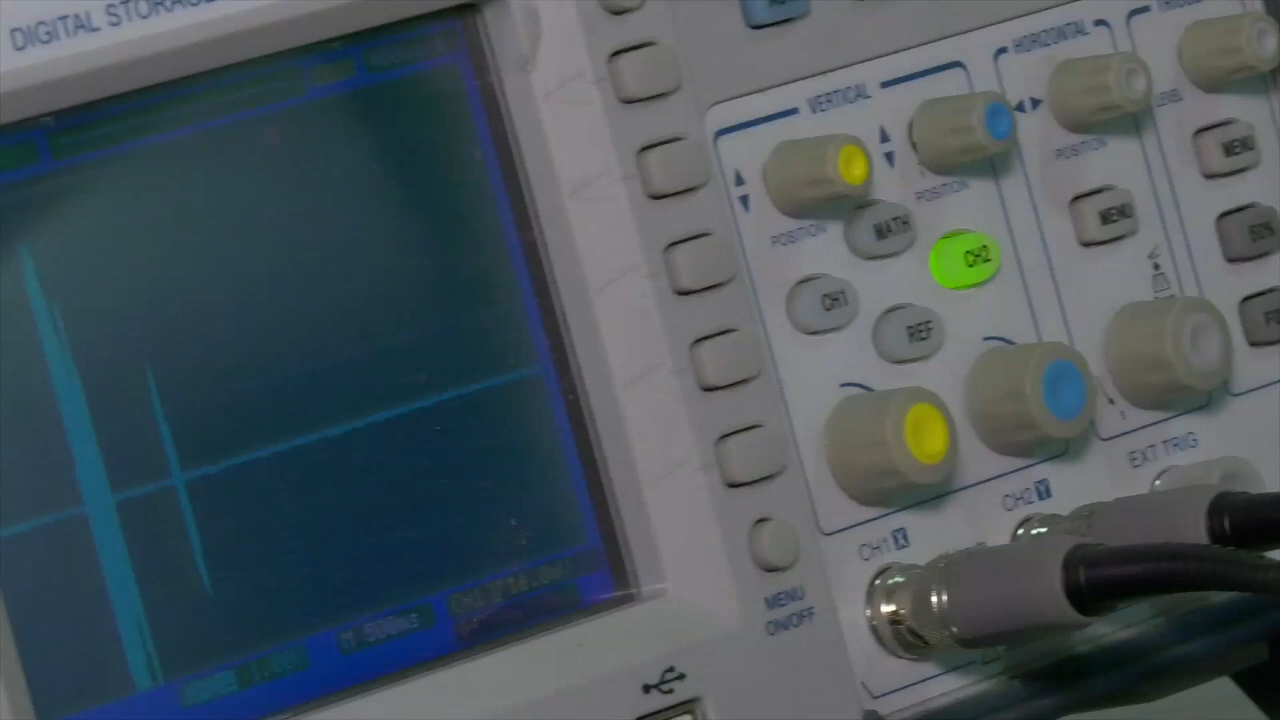 DIGITAL STORAGE
VERTICAL
HORIZONTAL
POSITION
POSITION
POSITION
LEVEL
MENU
MATH
MENU
CH2
50%
CH1
REF
EXT TRIG
CH2 Y
CH1 X
MENU
ON/OFF